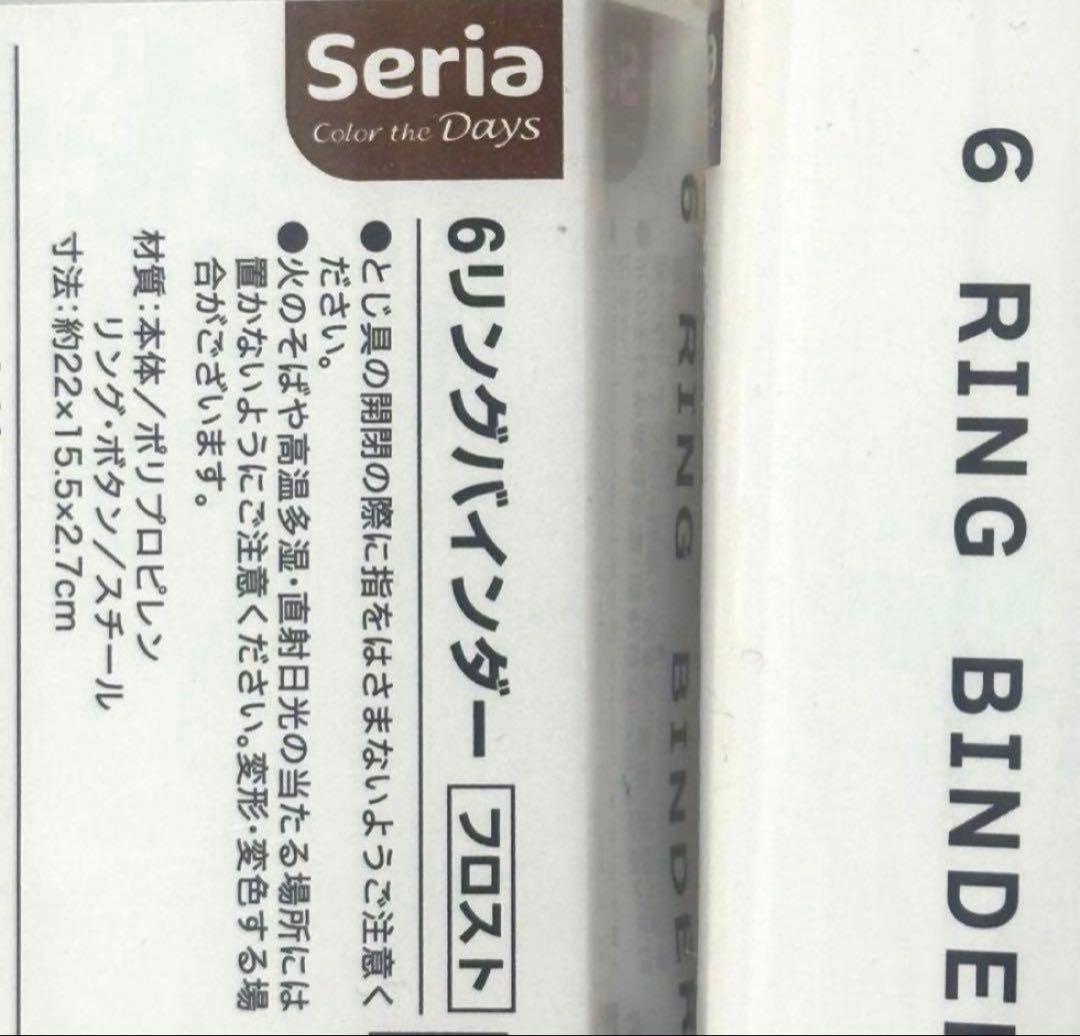 Seria
Color the Days
6リングバインダー フロスト
●とじ具の開閉の際に指をはさまないようご注意く
ださい。
●火のそばや高温多湿・直射日光の当たる場所には
置かないようにご注意ください。変形・変色する場
合がございます。
材質：本体／ポリプロピレン
リング・ボタン／スチール
寸法：約22×15.5×2.7cm
6 RING BINDER
6 RING BINDE